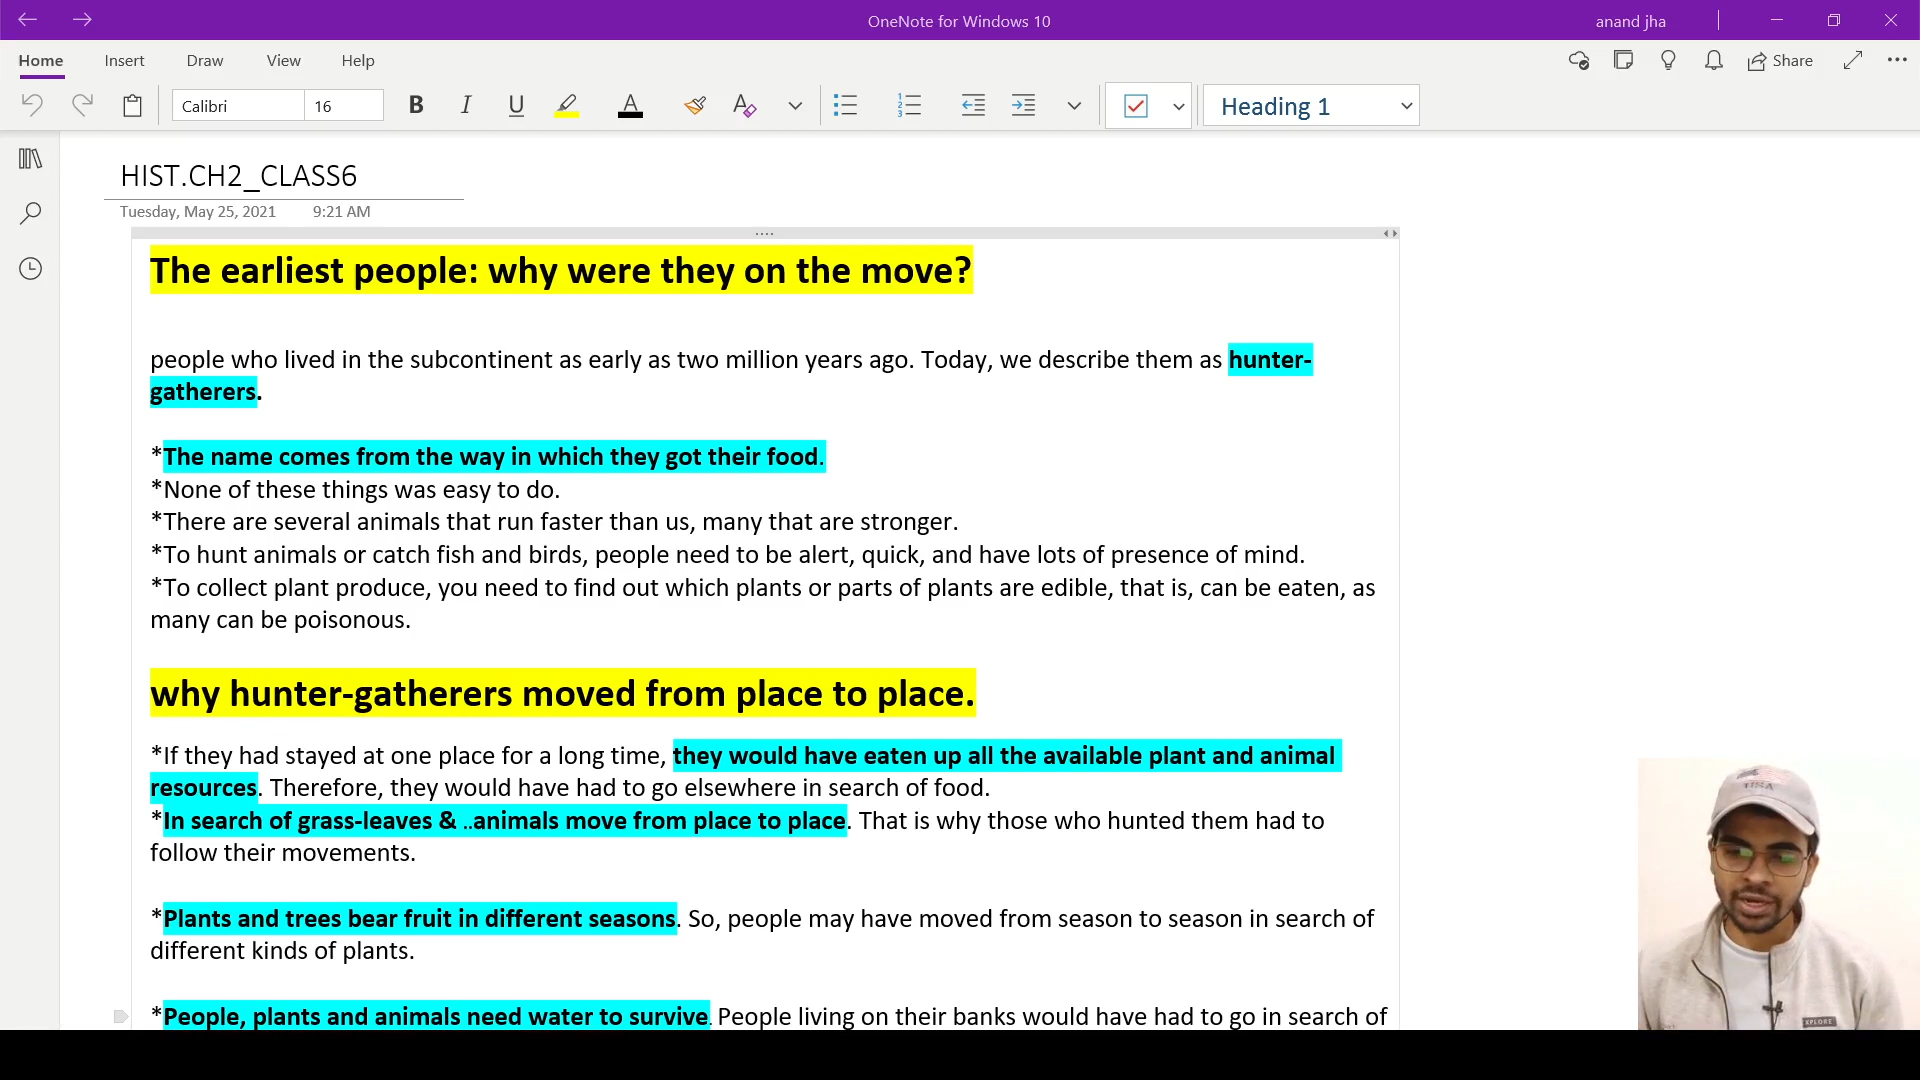 OneNote for Windows 10
anand jha
Home Insert Draw View Help
Share
Calibri 16 B I U A A Heading 1
HIST.CH2_CLASS6
Tuesday, May 25, 2021 9:21 AM
The earliest people: why were they on the move?
people who lived in the subcontinent as early as two million years ago. Today, we describe them as hunter-
gatherers.
*The name comes from the way in which they got their food.
*None of these things was easy to do.
*There are several animals that run faster than us, many that are stronger.
*To hunt animals or catch fish and birds, people need to be alert, quick, and have lots of presence of mind.
*To collect plant produce, you need to find out which plants or parts of plants are edible, that is, can be eaten, as
many can be poisonous.
why hunter-gatherers moved from place to place.
*If they had stayed at one place for a long time, they would have eaten up all the available plant and animal
resources. Therefore, they would have had to go elsewhere in search of food.
*In search of grass-leaves & ..animals move from place to place. That is why those who hunted them had to
follow their movements.
*Plants and trees bear fruit in different seasons. So, people may have moved from season to season in search of
different kinds of plants.
*People, plants and animals need water to survive. People living on their banks would have had to go in search of
USA
XPLORE